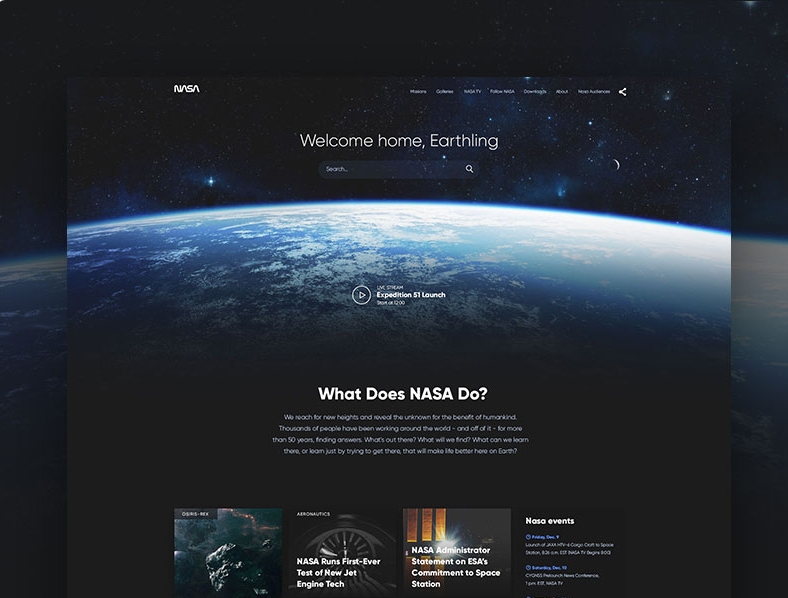 NASA
Missions Galleries NASA TV Follow NASA Downloads About Nasa Audiences
Welcome home, Earthling
Search...
LIVE STREAM
Expedition 51 Launch
Start at 12:00
What Does NASA Do?
We reach for new heights and reveal the unknown for the benefit of humankind.
Thousands of people have been working around the world - and off of it - for more
than 50 years, finding answers. What's out there? What will we find? What can we learn
there, or learn just by trying to get there, that will make life better here on Earth?
OSIRIS-REX
AERONAUTICS
NASA Runs First-Ever
Test of New Jet
Engine Tech
NASA Administrator
Statement on ESA's
Commitment to Space
Station
Nasa events
Friday, Dec. 9
Launch of JAXA HTV-6 Cargo Craft to Space
Station, 8:26 a.m. EST (NASA TV Begins 8:00)
Saturday, Dec. 10
CYGNSS Prelaunch News Conference,
1 p.m. EST, NASA TV